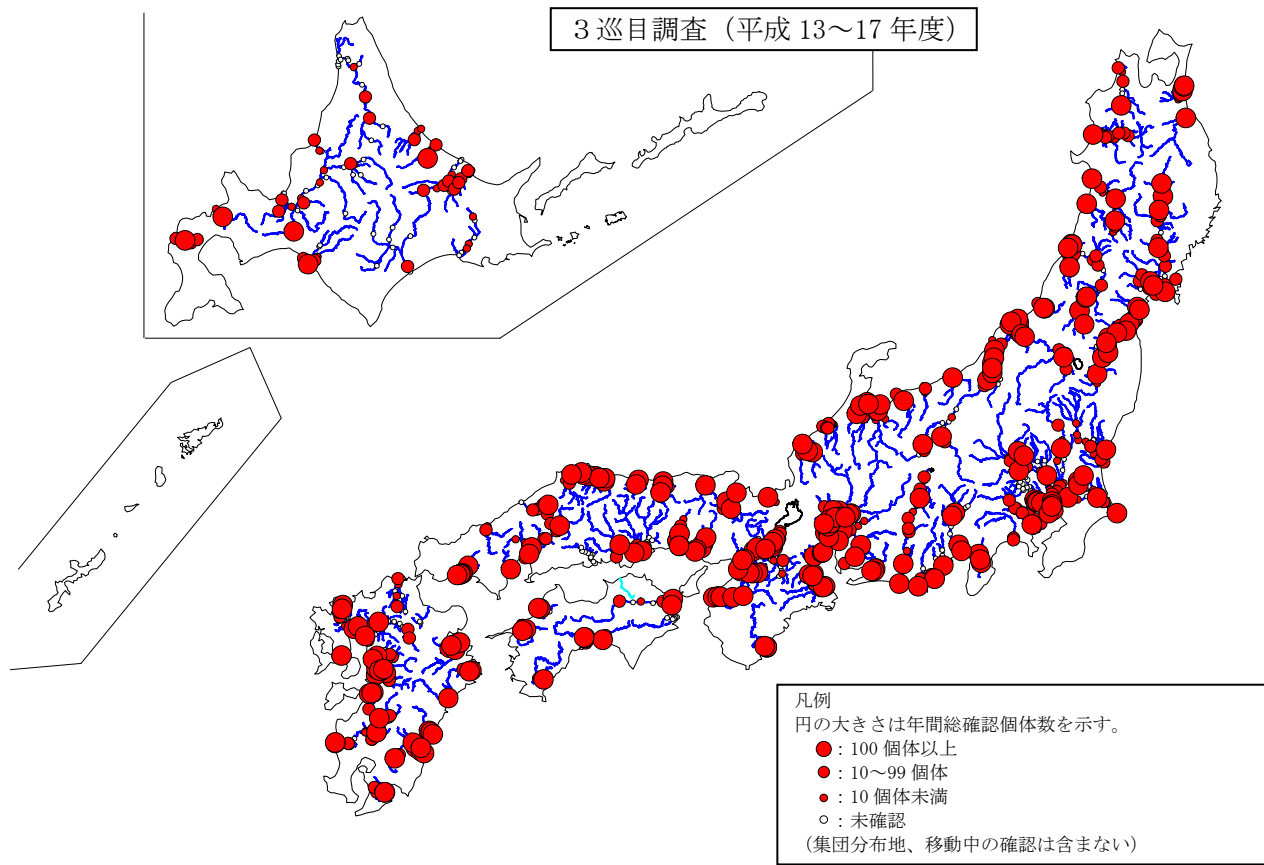 ３巡目調査（平成 13～17 年度）
凡例
円の大きさは年間総確認個体数を示す。
：100 個体以上
：10～99 個体
：10 個体未満
：未確認
（集団分布地、移動中の確認は含まない）